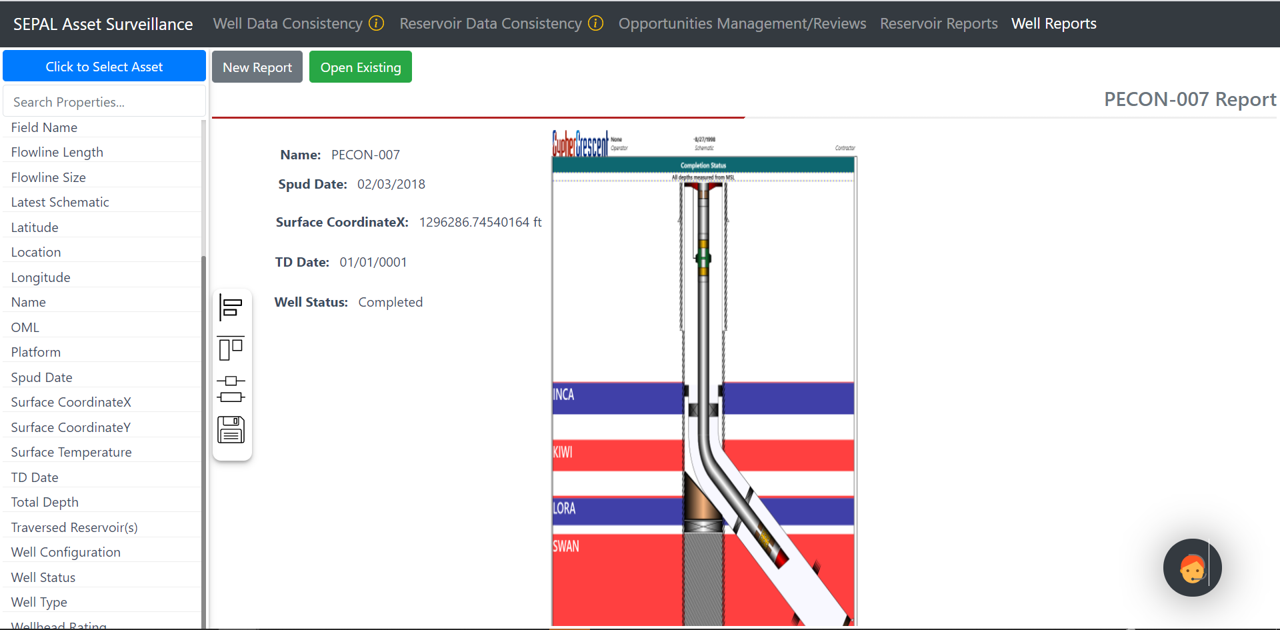 SEPAL Asset Surveillance Well Data Consistency Reservoir Data Consistency Opportunities Management/Reviews Reservoir Reports Well Reports
Click to Select Asset
New Report
Open Existing
Search Properties...
PECON-007 Report
Field Name
Flowline Length
Flowline Size
Latest Schematic
Latitude
Location
Longitude
Name
OML
Platform
Spud Date
Surface CoordinateX
Surface CoordinateY
Surface Temperature
TD Date
Total Depth
Traversed Reservoir(s)
Well Configuration
Well Status
Well Type
Wellhead Rating
Name: PECON-007
Spud Date: 02/03/2018
Surface CoordinateX: 1296286.74540164 ft
TD Date: 01/01/0001
Well Status: Completed
CypherCrescent
Name
Operator
Schematic
Contractor
Completion Status
All depths measured from MSL
INCA
KIWI
LORA
SWAN